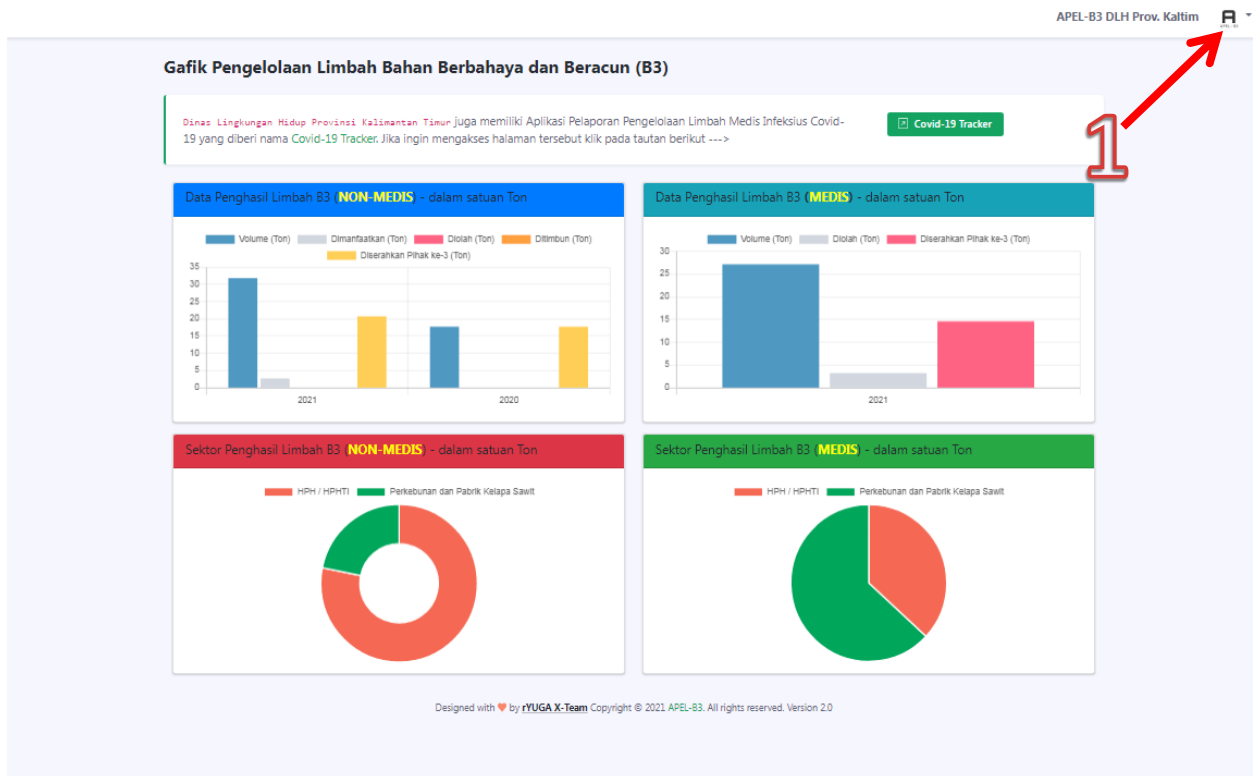 APEL-B3 DLH Prov. Kaltim
APEL-B3
Gafik Pengelolaan Limbah Bahan Berbahaya dan Beracun (B3)
Dinas Lingkungan Hidup Provinsi Kalimantan Timur juga memiliki Aplikasi Pelaporan Pengelolaan Limbah Medis Infeksius Covid-
19 yang diberi nama Covid-19 Tracker. Jika ingin mengakses halaman tersebut klik pada tautan berikut --->
Covid-19 Tracker
1
Data Penghasil Limbah B3 (NON-MEDIS) - dalam satuan Ton
Volume (Ton) Dimanfaatkan (Ton) Diolah (Ton) Ditimbun (Ton)
Diserahkan Pihak ke-3 (Ton)
35
30
25
20
15
10
5
0
2021 2020
Data Penghasil Limbah B3 (MEDIS) - dalam satuan Ton
Volume (Ton) Diolah (Ton) Diserahkan Pihak ke-3 (Ton)
30
25
20
15
10
5
0
2021
Sektor Penghasil Limbah B3 (NON-MEDIS) - dalam satuan Ton
HPH / HPHTI Perkebunan dan Pabrik Kelapa Sawit
Sektor Penghasil Limbah B3 (MEDIS) - dalam satuan Ton
HPH / HPHTI Perkebunan dan Pabrik Kelapa Sawit
Designed with ❤ by rYUGA X-Team Copyright © 2021 APEL-B3. All rights reserved. Version 2.0